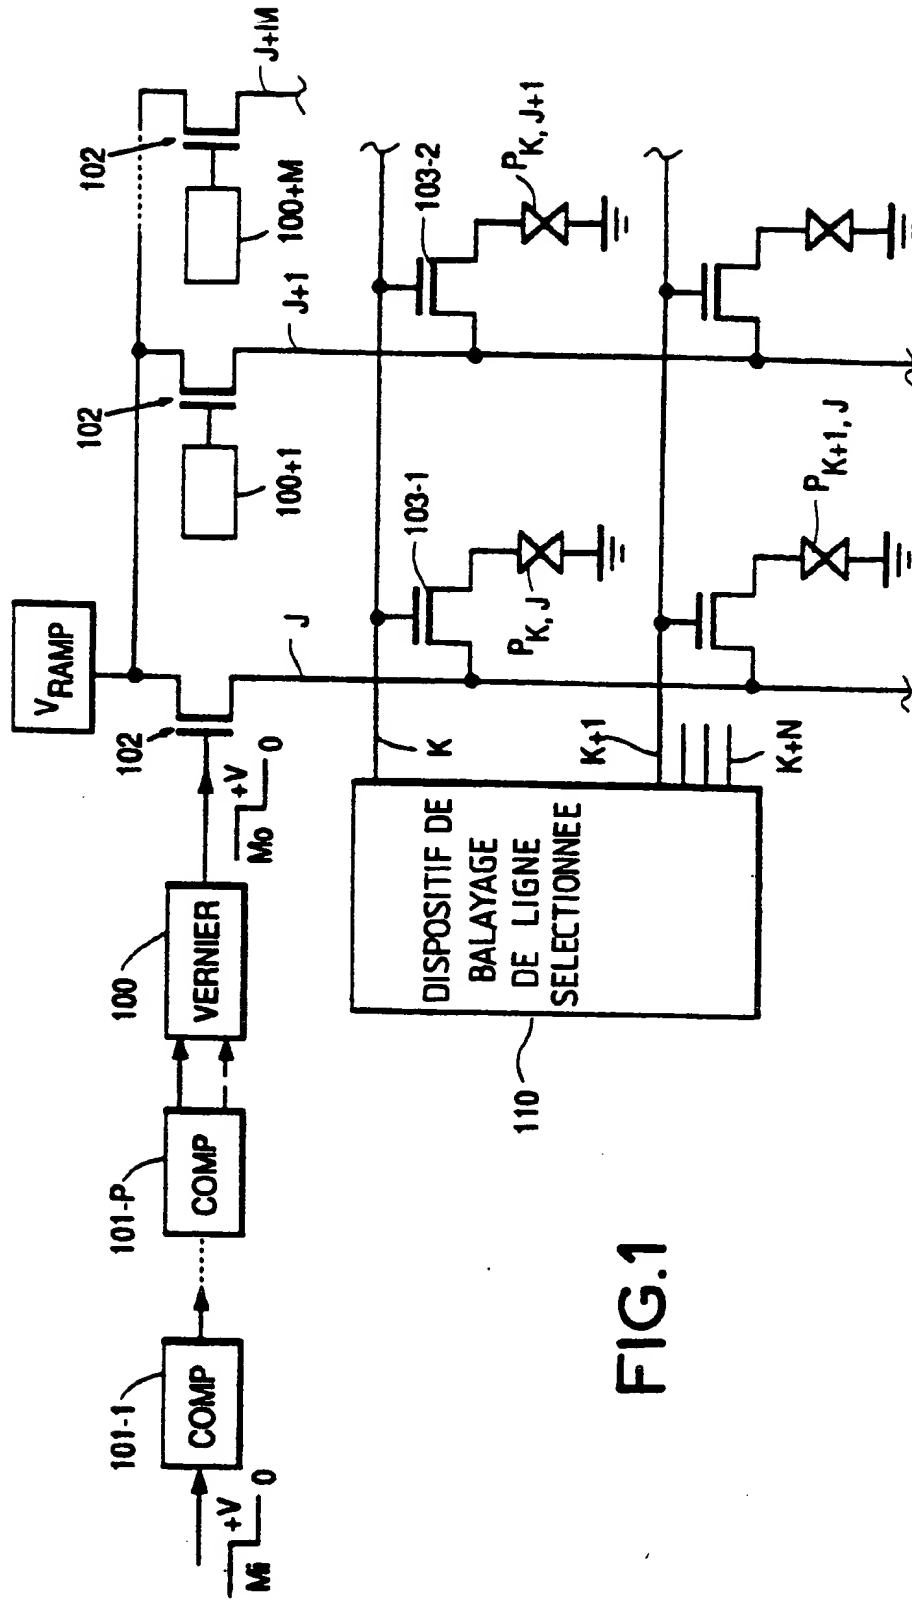 V_RAMP
102
102
102
J+M
100+M
100+1
J+1
J
101-1
101-P
100
COMP
COMP
VERNIER
Mi
+V
0
Mo
+V
0
K
103-1
103-2
P_K, J
P_K, J+1
K+1
K+N
P_K+1, J
DISPOSITIF DE
BALAYAGE
DE LIGNE
SELECTIONNEE
110
FIG.1